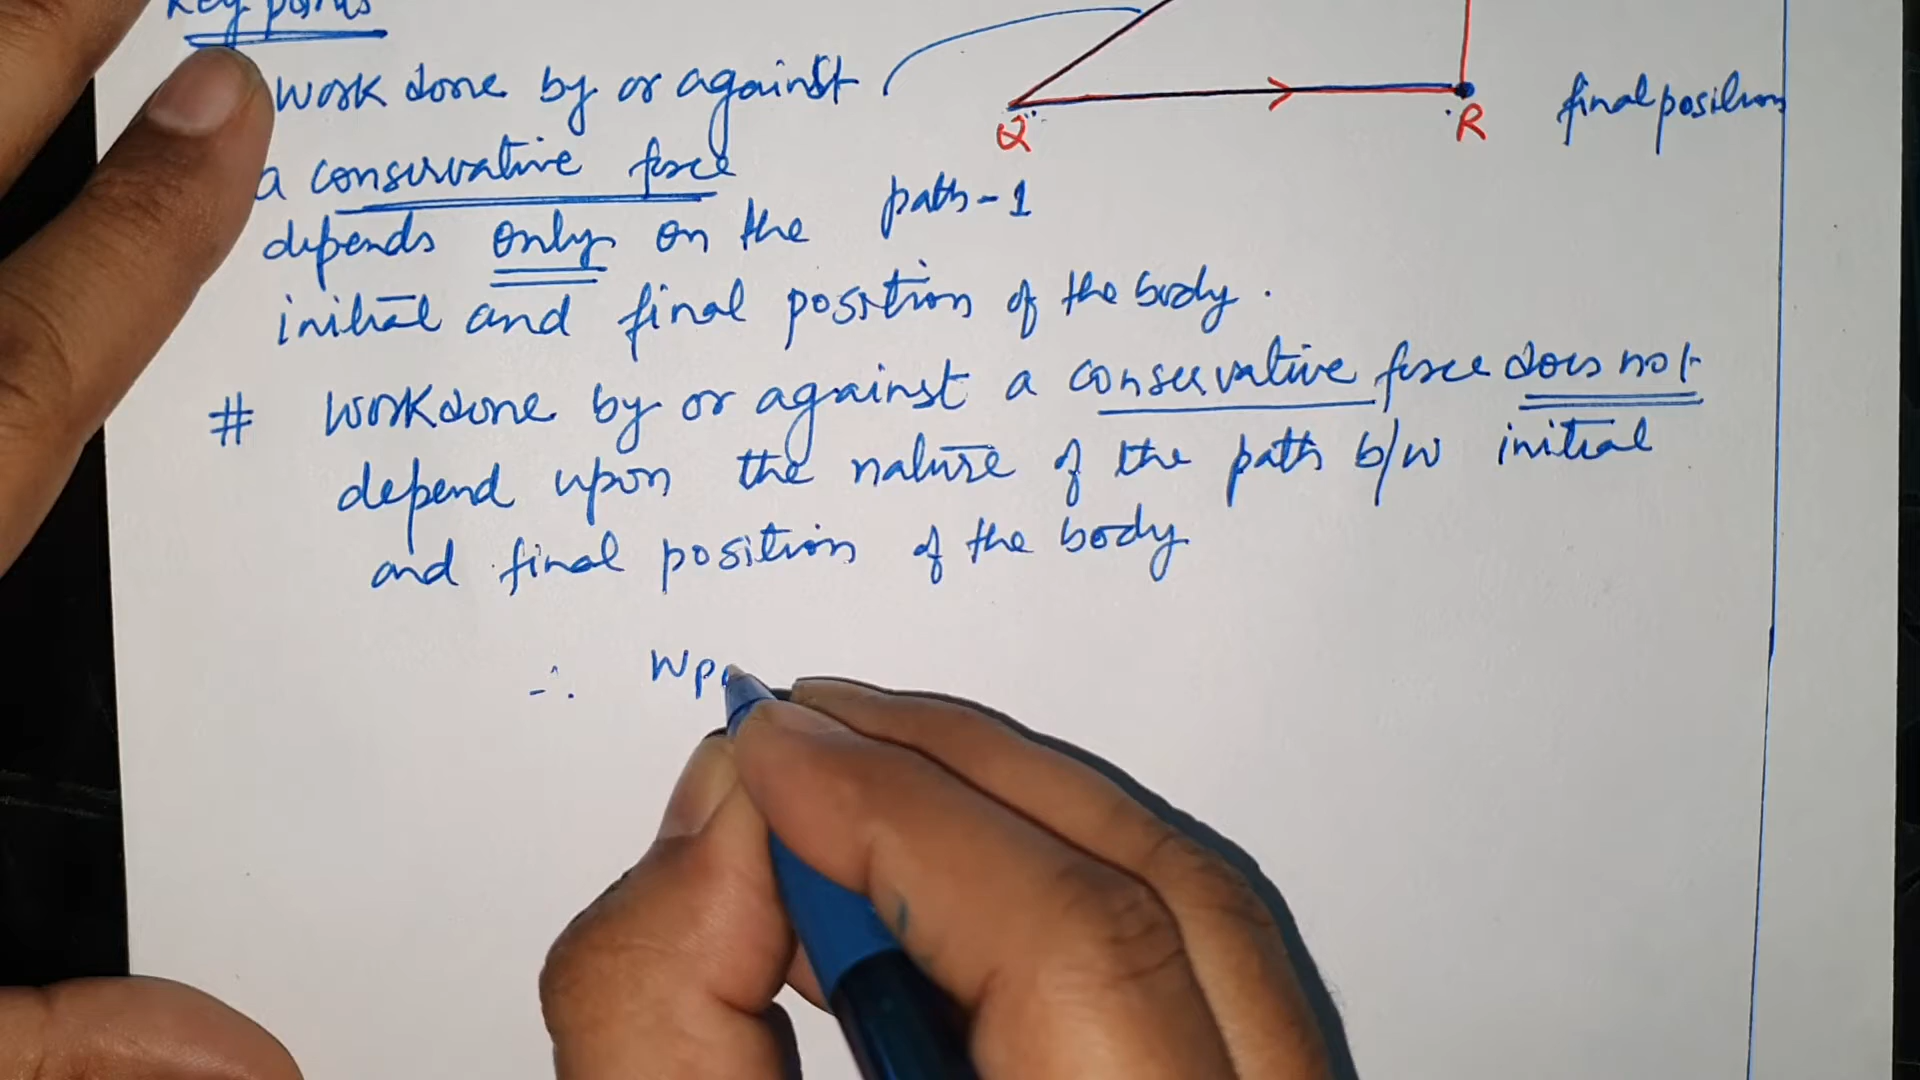 Key points
work done by or against
a conservative force
depends only on the
initial and final position of the body.
Q
R
final position
path-1
# Workdone by or against a conservative force does not
depend upon the nature of the path b/w initial
and final position of the body
∴ WP